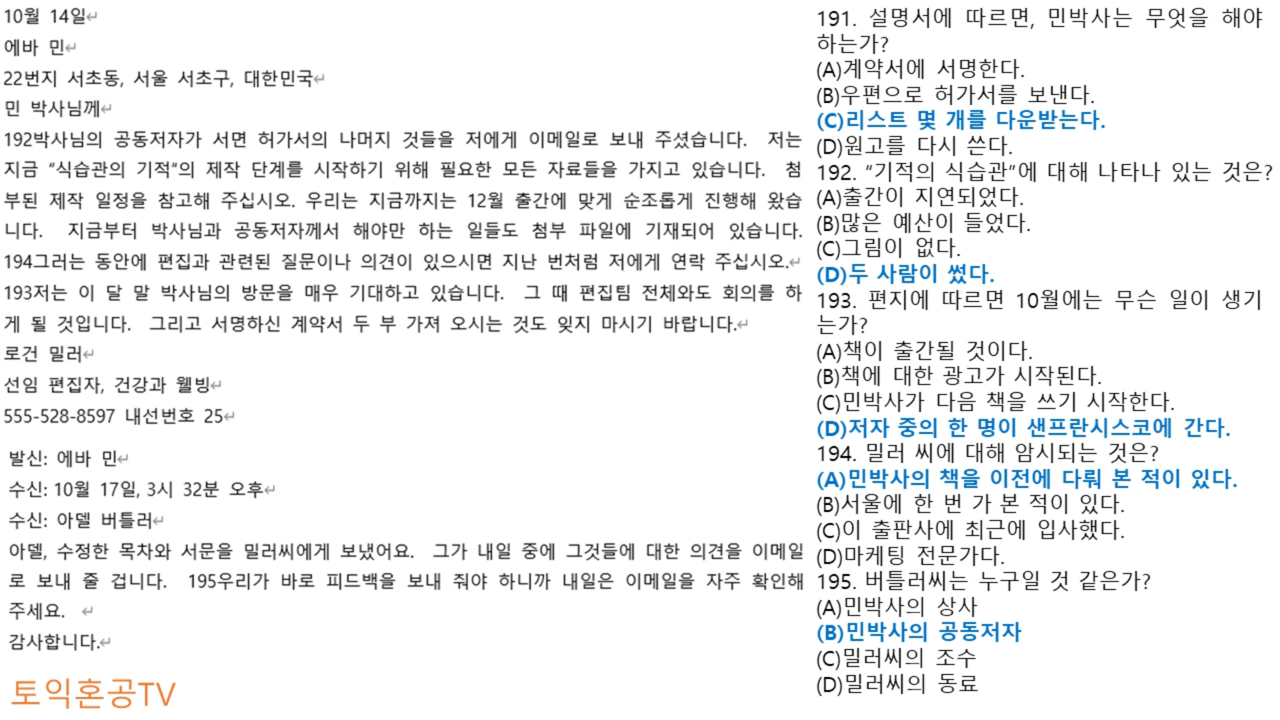 10월 14일↵
에바 민↵
22번지 서초동, 서울 서초구, 대한민국↵
민 박사님께↵
192박사님의 공동저자가 서면 허가서의 나머지 것들을 저에게 이메일로 보내 주셨습니다. 저는
지금 "식습관의 기적"의 제작 단계를 시작하기 위해 필요한 모든 자료들을 가지고 있습니다. 첨
부된 제작 일정을 참고해 주십시오. 우리는 지금까지는 12월 출간에 맞게 순조롭게 진행해 왔습
니다. 지금부터 박사님과 공동저자께서 해야만 하는 일들도 첨부 파일에 기재되어 있습니다.
194그러는 동안에 편집과 관련된 질문이나 의견이 있으시면 지난 번처럼 저에게 연락 주십시오.↵
193저는 이 달 말 박사님의 방문을 매우 기대하고 있습니다. 그 때 편집팀 전체와도 회의를 하
게 될 것입니다. 그리고 서명하신 계약서 두 부 가져 오시는 것도 잊지 마시기 바랍니다.↵
로건 밀러↵
선임 편집자, 건강과 웰빙↵
555-528-8597 내선번호 25↵
발신: 에바 민↵
수신: 10월 17일, 3시 32분 오후↵
수신: 아델 버틀러↵
아델, 수정한 목차와 서문을 밀러씨에게 보냈어요. 그가 내일 중에 그것들에 대한 의견을 이메일
로 보내 줄 겁니다. 195우리가 바로 피드백을 보내 줘야 하니까 내일은 이메일을 자주 확인해
주세요. ↵
감사합니다.↵
토익혼공TV
191. 설명서에 따르면, 민박사는 무엇을 해야
하는가?
(A)계약서에 서명한다.
(B)우편으로 허가서를 보낸다.
(C)리스트 몇 개를 다운받는다.
(D)원고를 다시 쓴다.
192. "기적의 식습관"에 대해 나타나 있는 것은?
(A)출간이 지연되었다.
(B)많은 예산이 들었다.
(C)그림이 없다.
(D)두 사람이 썼다.
193. 편지에 따르면 10월에는 무슨 일이 생기
는가?
(A)책이 출간될 것이다.
(B)책에 대한 광고가 시작된다.
(C)민박사가 다음 책을 쓰기 시작한다.
(D)저자 중의 한 명이 샌프란시스코에 간다.
194. 밀러 씨에 대해 암시되는 것은?
(A)민박사의 책을 이전에 다뤄 본 적이 있다.
(B)서울에 한 번 가 본 적이 있다.
(C)이 출판사에 최근에 입사했다.
(D)마케팅 전문가다.
195. 버틀러씨는 누구일 것 같은가?
(A)민박사의 상사
(B)민박사의 공동저자
(C)밀러씨의 조수
(D)밀러씨의 동료